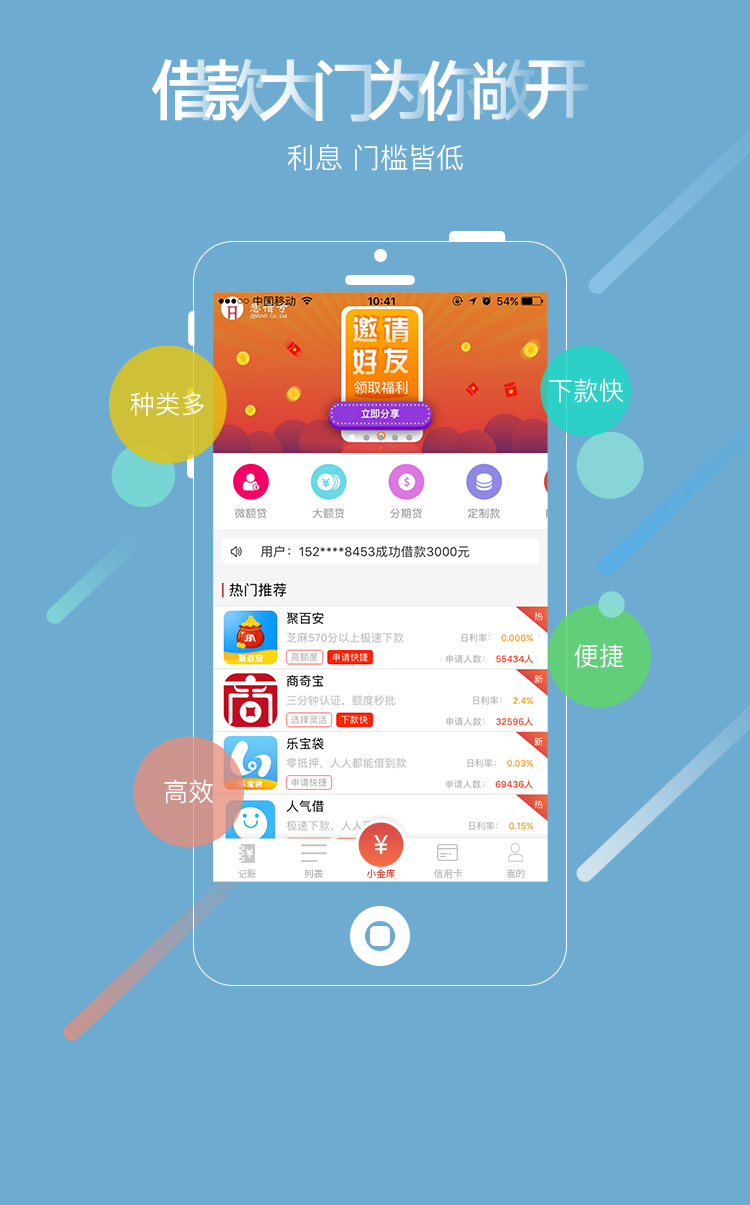 借款大门为你敞开
利息 门槛皆低
中国移动
10:41
54%
邀请
好友
领取福利
立即分享
种类多
下款快
微额贷
大额贷
分期贷
定制款
用户：152****8453成功借款3000元
热门推荐
聚百安
热
芝麻570分以上极速下款
日利率： 0.006%
高额度 申请快捷
申请人数： 55434人
聚百安
便捷
商奇宝
新
三分钟认证，额度秒批
日利率： 2.4%
选择灵活 下款快
申请人数： 32596人
乐宝袋
新
零抵押，人人都能借到款
日利率： 0.03%
申请快捷
申请人数： 69436人
乐宝袋
高效
人气借
热
极速下款，人人
日利率： 0.15%
记账
列表
小金库
信用卡
我的